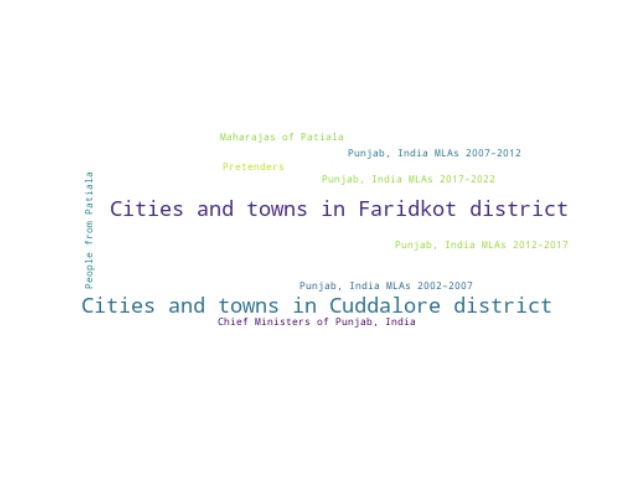 Maharajas of Patiala
Punjab, India MLAs 2007–2012
Pretenders
Punjab, India MLAs 2017–2022
People from Patiala
Cities and towns in Faridkot district
Punjab, India MLAs 2012–2017
Punjab, India MLAs 2002–2007
Cities and towns in Cuddalore district
Chief Ministers of Punjab, India